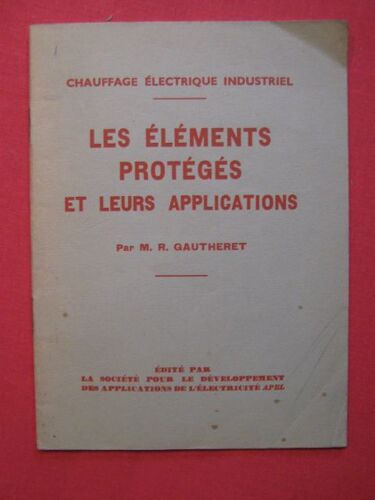 CHAUFFAGE ÉLECTRIQUE INDUSTRIEL
LES ÉLÉMENTS
PROTÉGÉS
ET LEURS APPLICATIONS
Par M. R. GAUTHERET
ÉDITÉ PAR
LA SOCIÉTÉ POUR LE DÉVELOPPEMENT
DES APPLICATIONS DE L'ÉLECTRICITÉ APEL